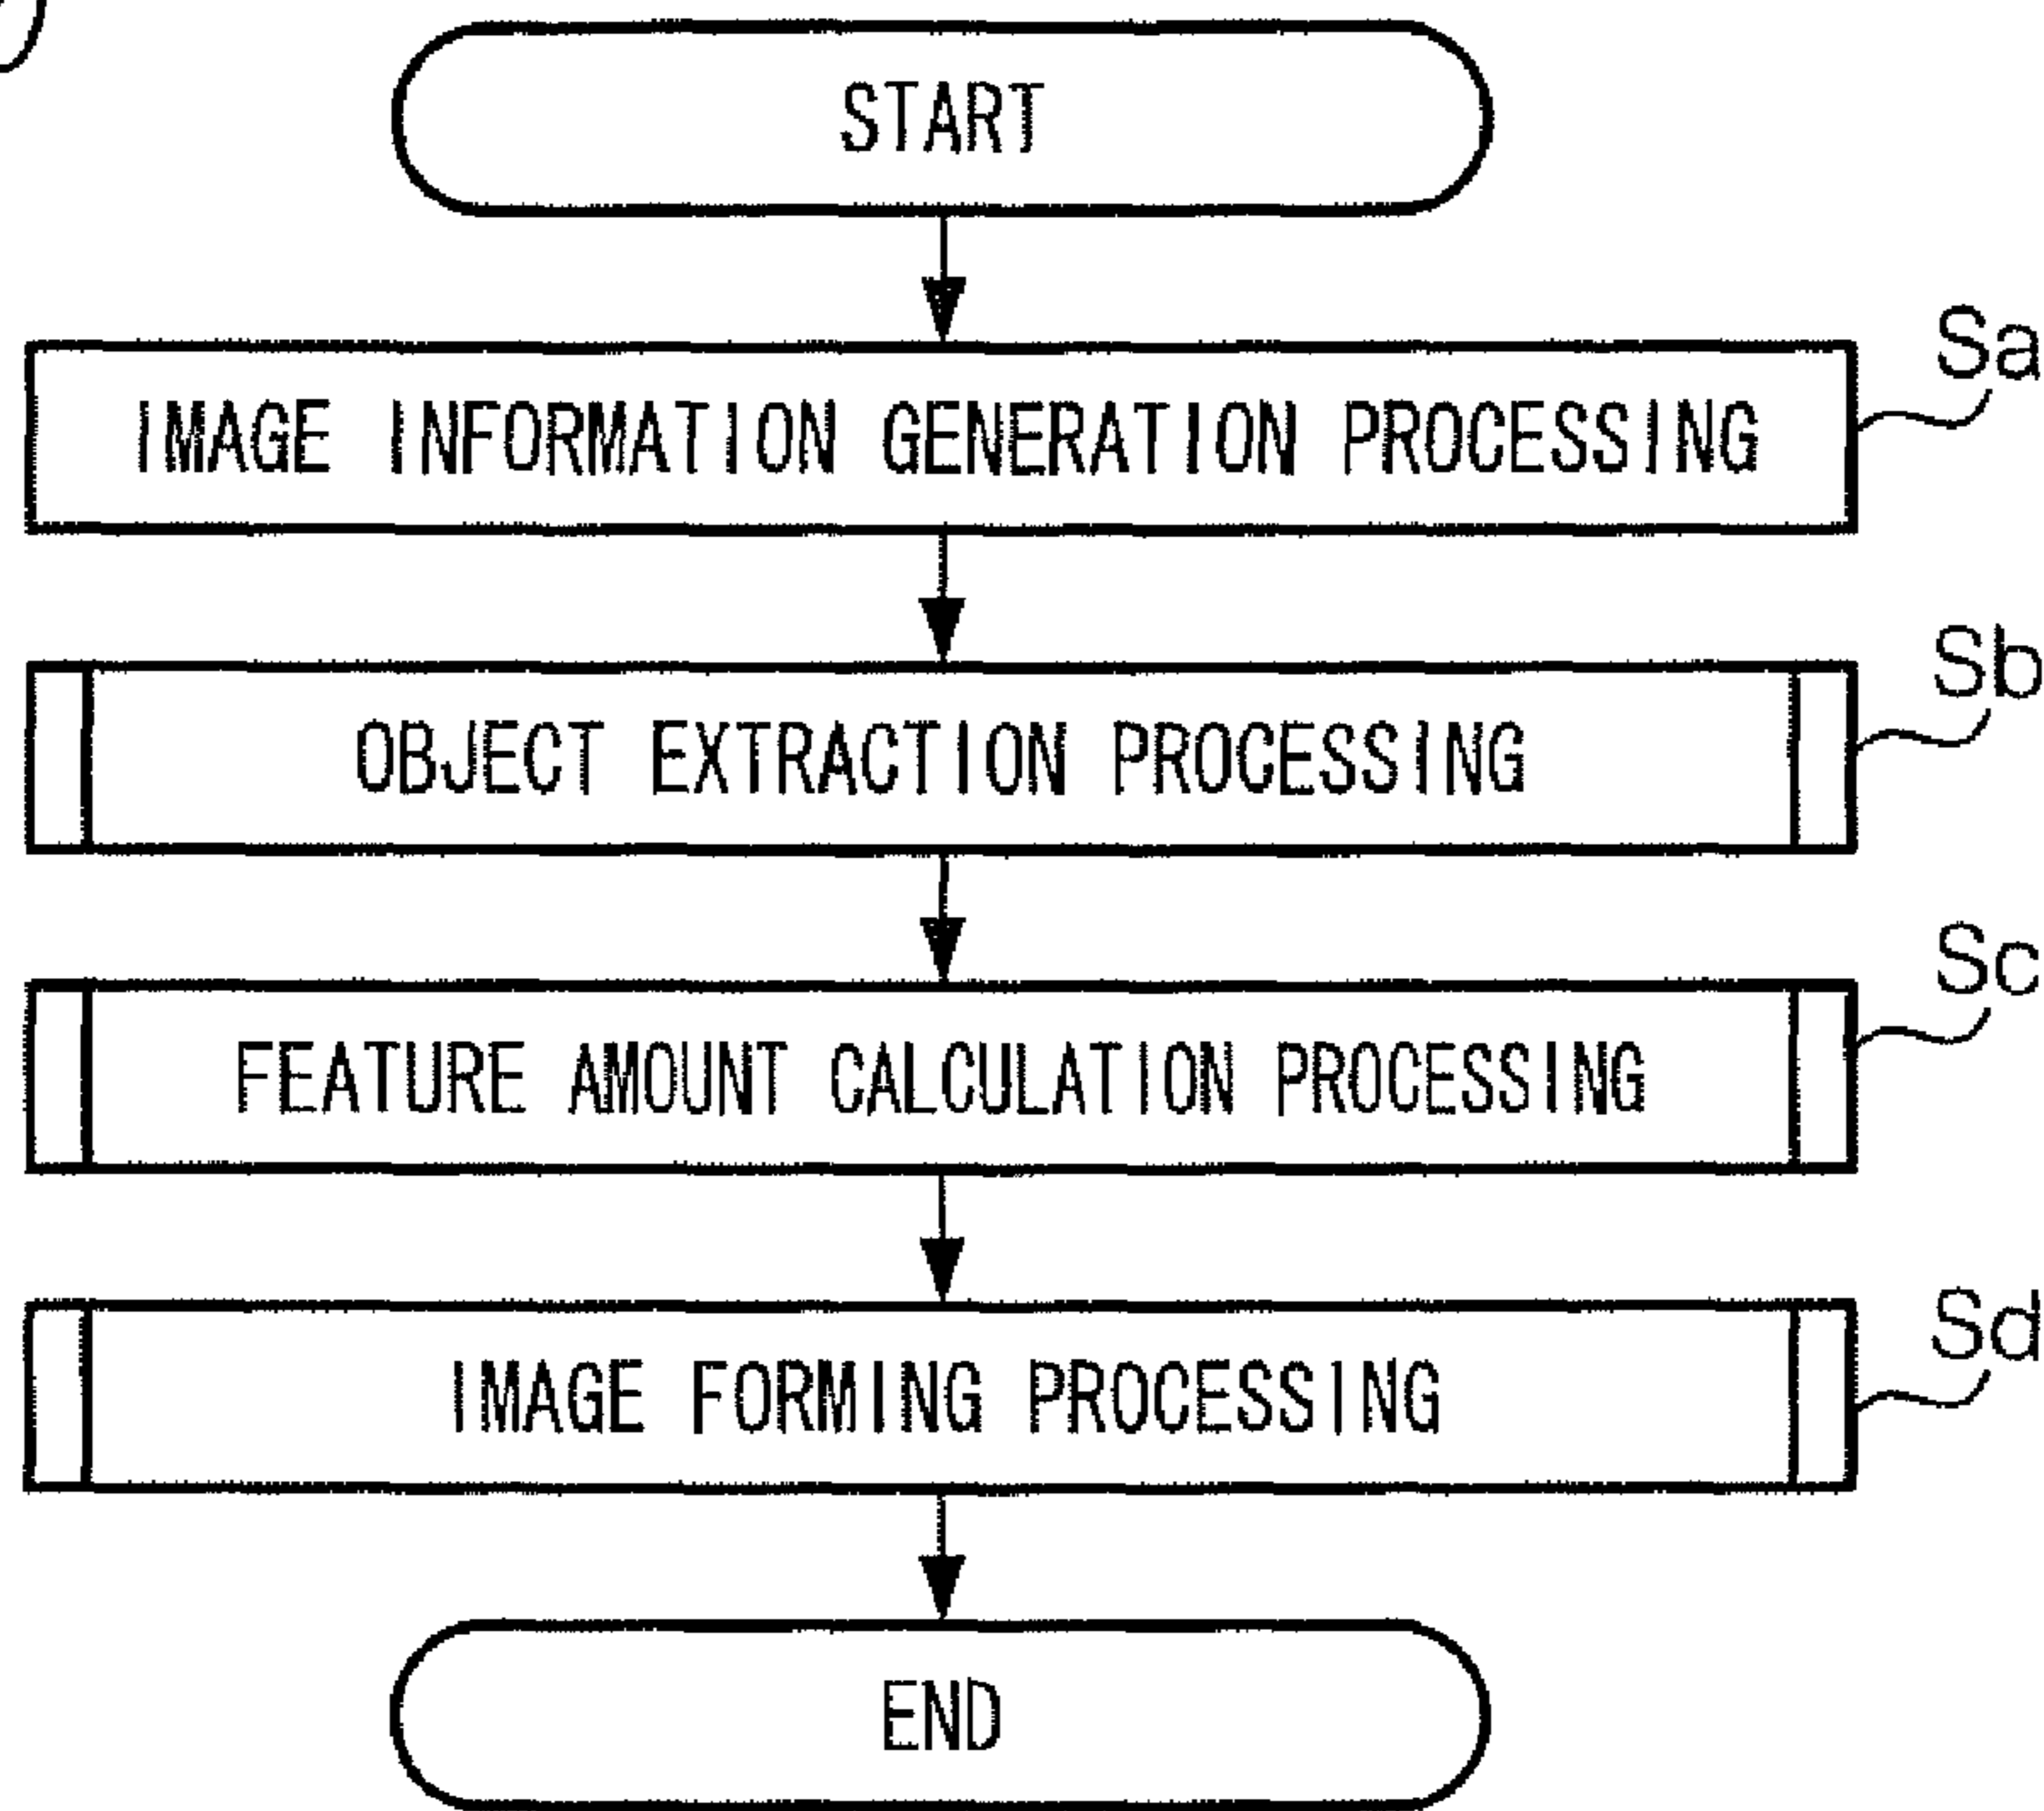 START
Sa
IMAGE INFORMATION GENERATION PROCESSING
Sb
OBJECT EXTRACTION PROCESSING
Sc
FEATURE AMOUNT CALCULATION PROCESSING
Sd
IMAGE FORMING PROCESSING
END